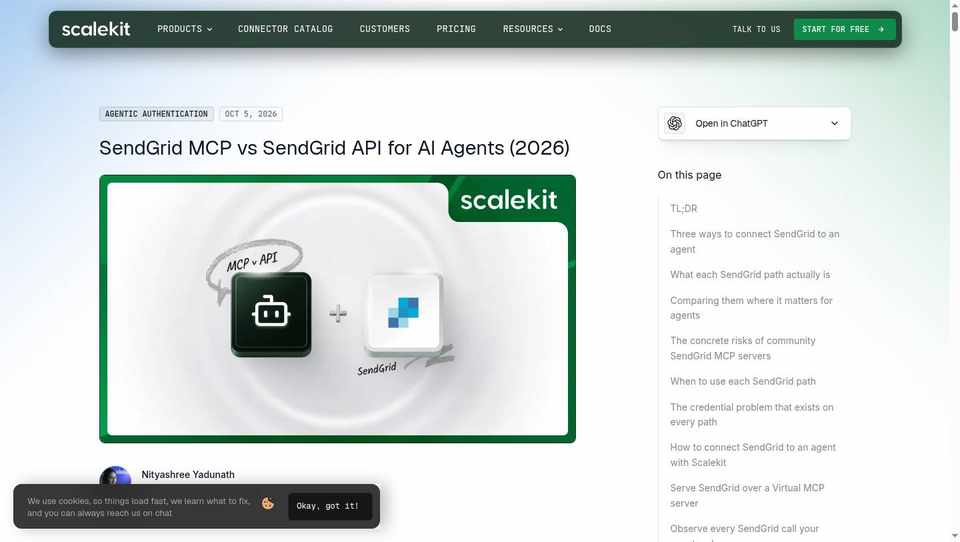 scalekit
PRODUCTS
CONNECTOR CATALOG
CUSTOMERS
PRICING
RESOURCES
DOCS
TALK TO US
START FOR FREE
AGENTIC AUTHENTICATION
OCT 5, 2026
SendGrid MCP vs SendGrid API for AI Agents (2026)
scalekit
MCP v API
SendGrid
Nityashree Yadunath
We use cookies, so things load fast, we learn what to fix,
and you can always reach us on chat
Okay, got it!
Open in ChatGPT
On this page
TL;DR
Three ways to connect SendGrid to an
agent
What each SendGrid path actually is
Comparing them where it matters for
agents
The concrete risks of community
SendGrid MCP servers
When to use each SendGrid path
The credential problem that exists on
every path
How to connect SendGrid to an agent
with Scalekit
Serve SendGrid over a Virtual MCP
server
Observe every SendGrid call your